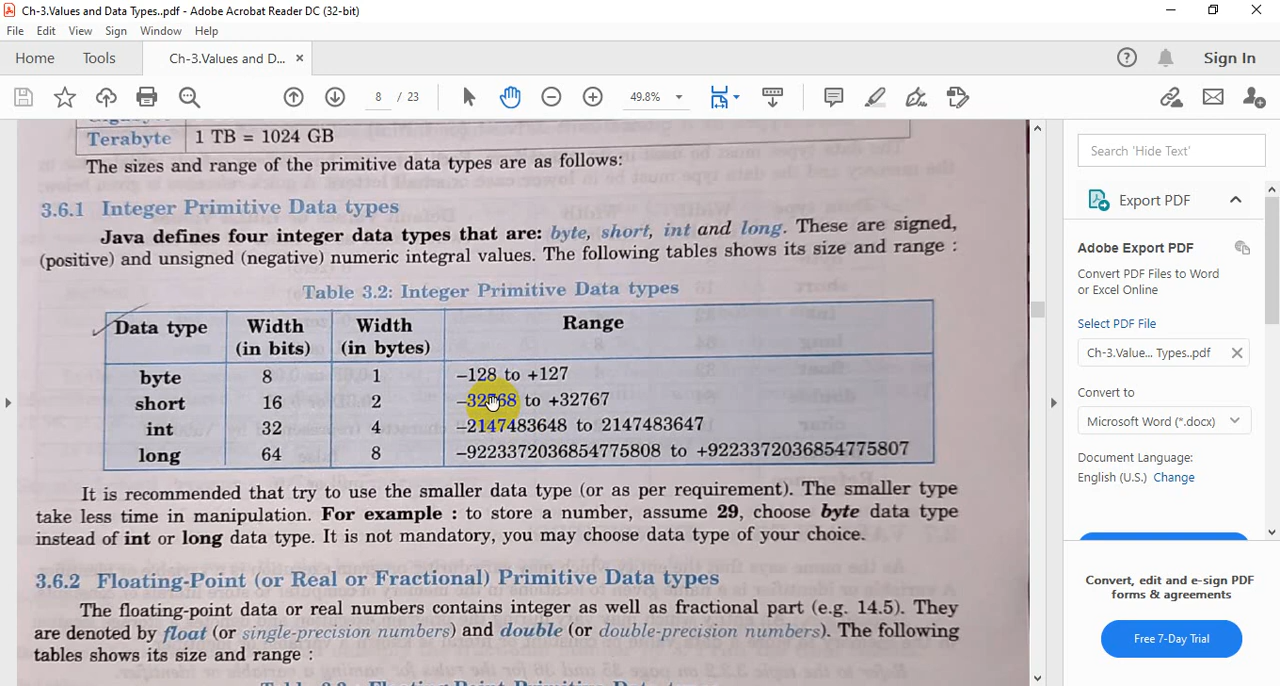 Ch-3.Values and Data Types..pdf - Adobe Acrobat Reader DC (32-bit)
File Edit View Sign Window Help
Home Tools Ch-3.Values and D... ×
Sign In
8 / 23 49.8%
Terabyte 1 TB = 1024 GB
The sizes and range of the primitive data types are as follows:
3.6.1 Integer Primitive Data types
Java defines four integer data types that are: byte, short, int and long. These are signed,
(positive) and unsigned (negative) numeric integral values. The following tables shows its size and range :
Table 3.2: Integer Primitive Data types
Data type Width (in bits) Width (in bytes) Range
byte 8 1 –128 to +127
short 16 2 –32768 to +32767
int 32 4 –2147483648 to 2147483647
long 64 8 –9223372036854775808 to +9223372036854775807
It is recommended that try to use the smaller data type (or as per requirement). The smaller type
take less time in manipulation. For example : to store a number, assume 29, choose byte data type
instead of int or long data type. It is not mandatory, you may choose data type of your choice.
3.6.2 Floating-Point (or Real or Fractional) Primitive Data types
The floating-point data or real numbers contains integer as well as fractional part (e.g. 14.5). They
are denoted by float (or single-precision numbers) and double (or double-precision numbers). The following
tables shows its size and range :
Search 'Hide Text'
Export PDF
Adobe Export PDF
Convert PDF Files to Word
or Excel Online
Select PDF File
Ch-3.Value... Types..pdf
Convert to
Microsoft Word (*.docx)
Document Language:
English (U.S.) Change
Convert, edit and e-sign PDF
forms & agreements
Free 7-Day Trial